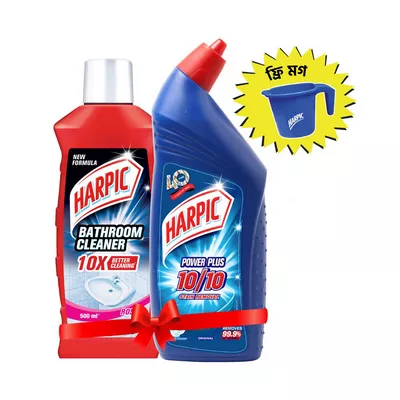 ফ্রি মগ
HARPIC
NEW
FORMULA
HARPIC
BATHROOM
CLEANER
10X BETTER
CLEANING
500 ml
HARPIC
POWER PLUS
10/10
STAIN REMOVAL
REMOVES
99.9%
ORIGINAL